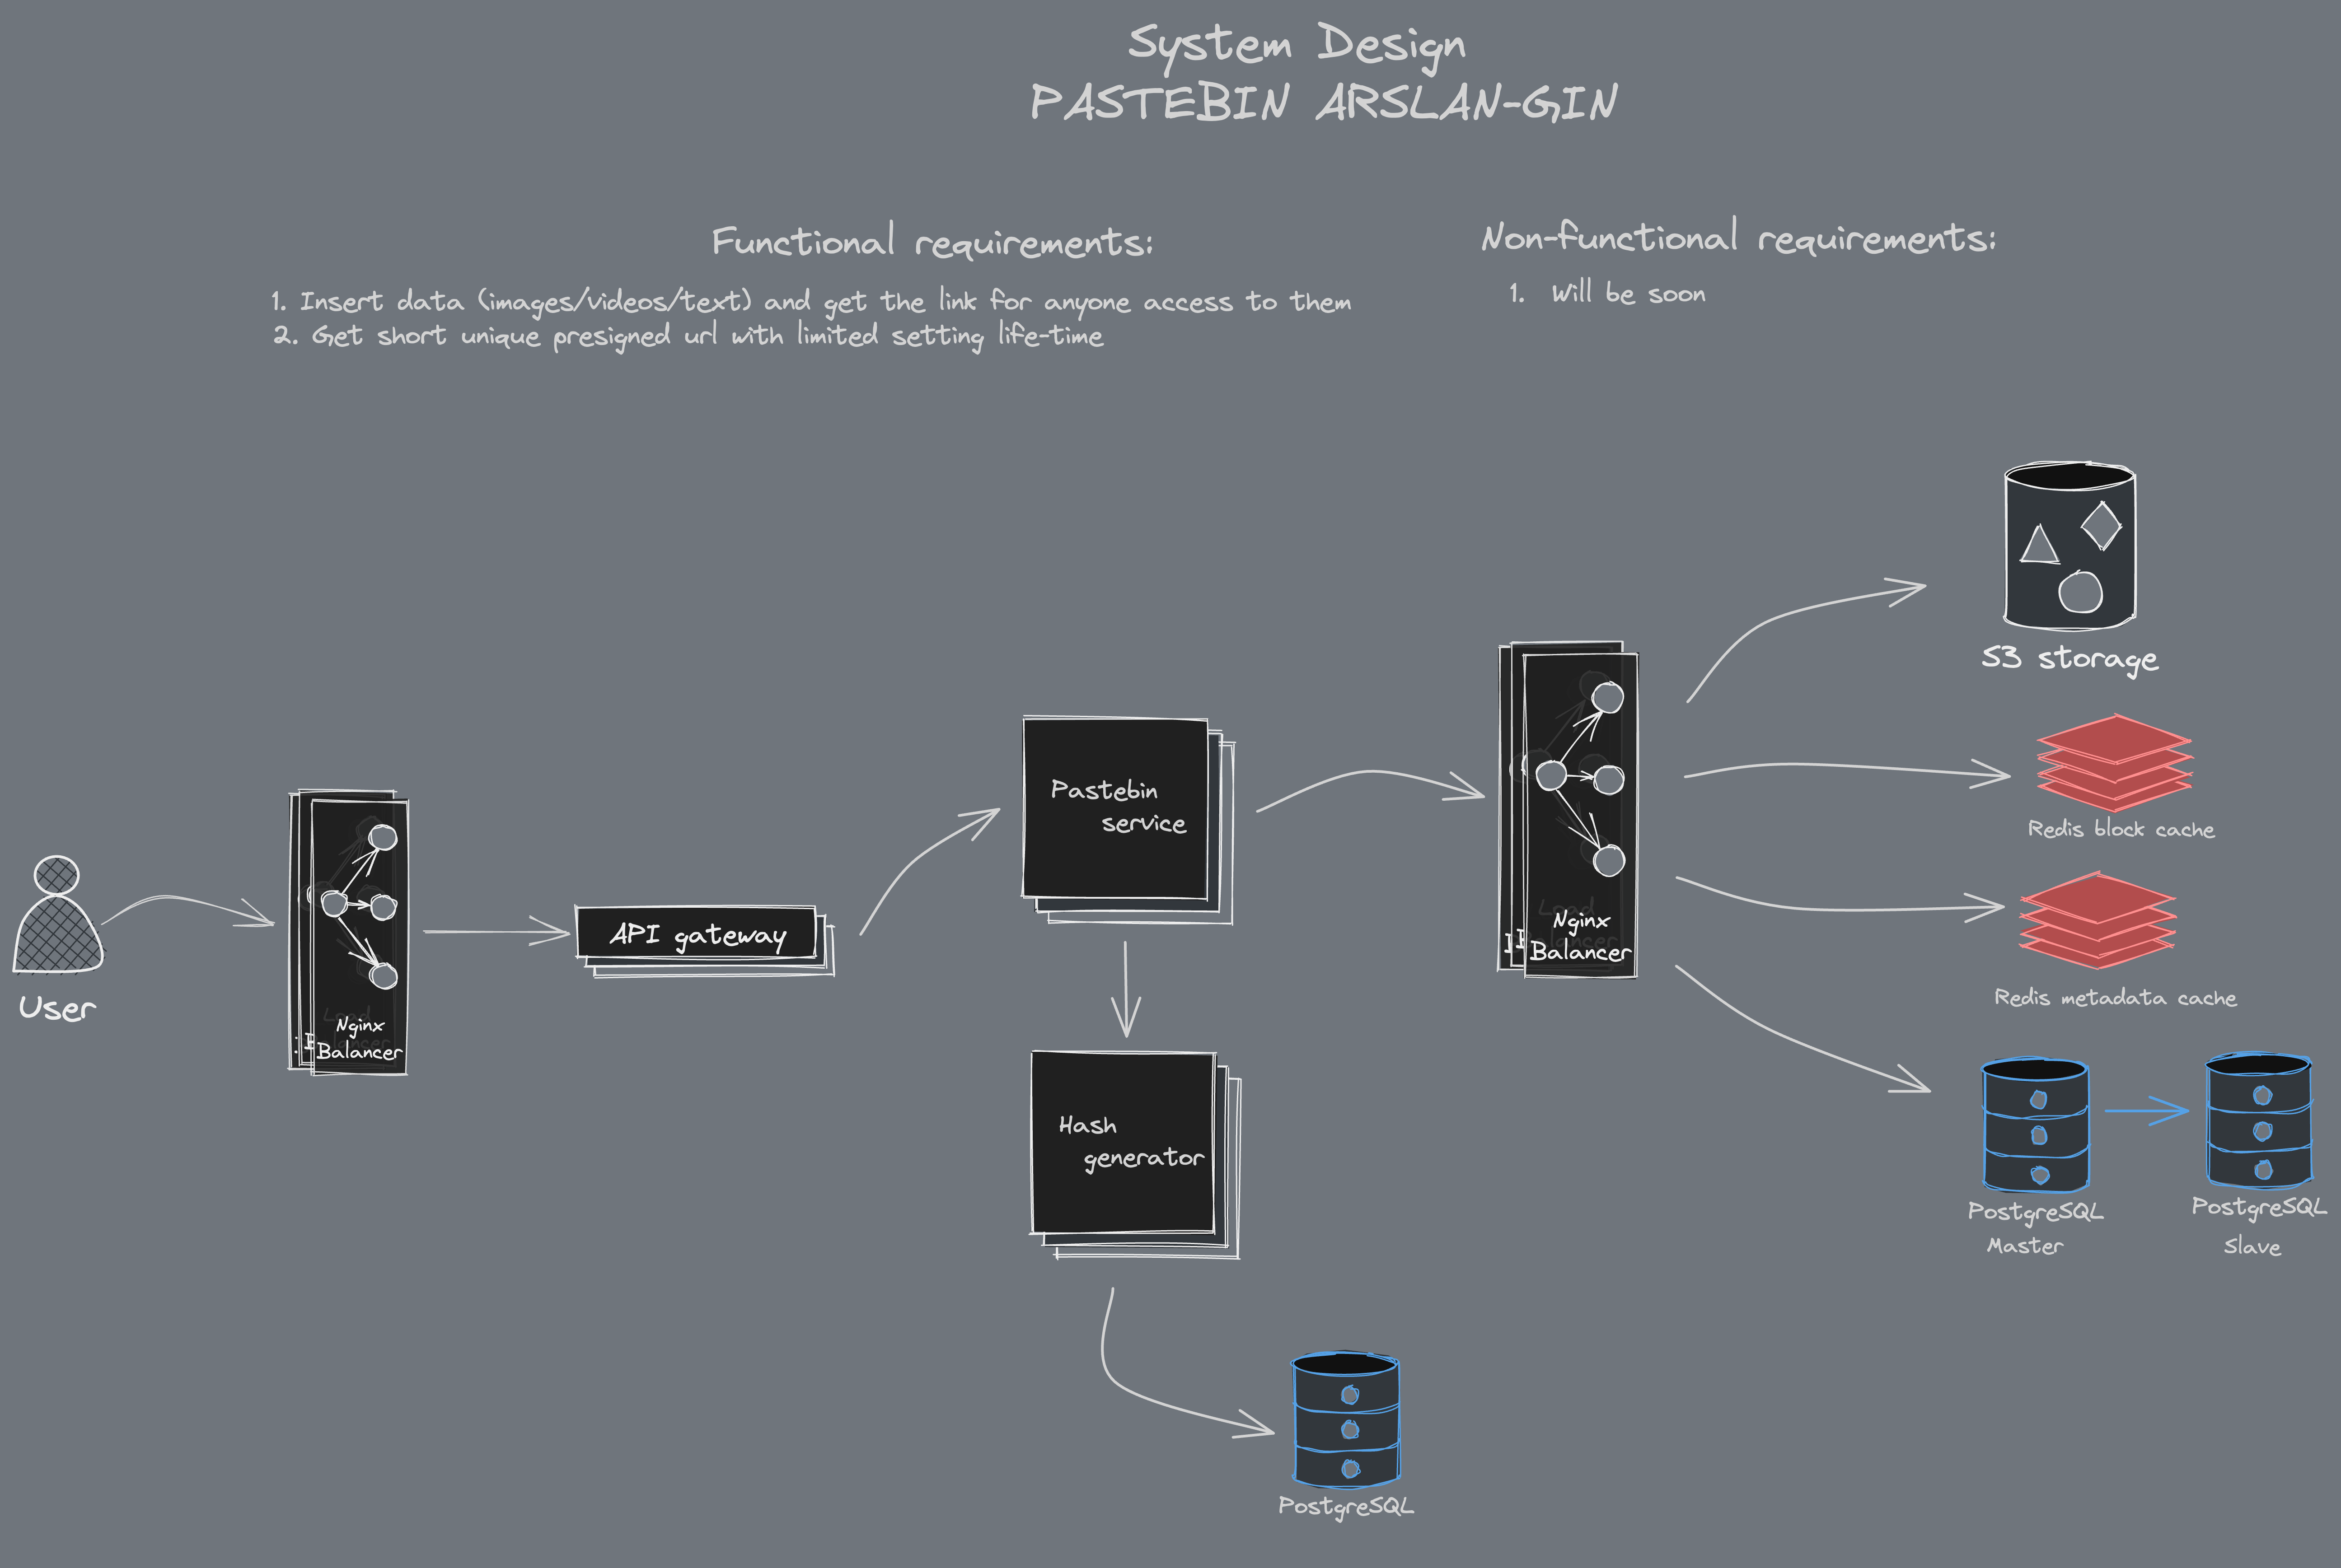 System Design
PASTEBIN ARSLAN-GIN
Functional requirements:
1. Insert data (images/videos/text) and get the link for anyone access to them
2. Get short unique presigned url with limited setting life-time
Non-functional requirements:
1. Will be soon
User
Load
Nginx
Balancer
API gateway
Pastebin
service
Hash
generator
PostgreSQL
Load
Nginx
Balancer
S3 storage
Redis block cache
Redis metadata cache
PostgreSQL
Master
PostgreSQL
Slave